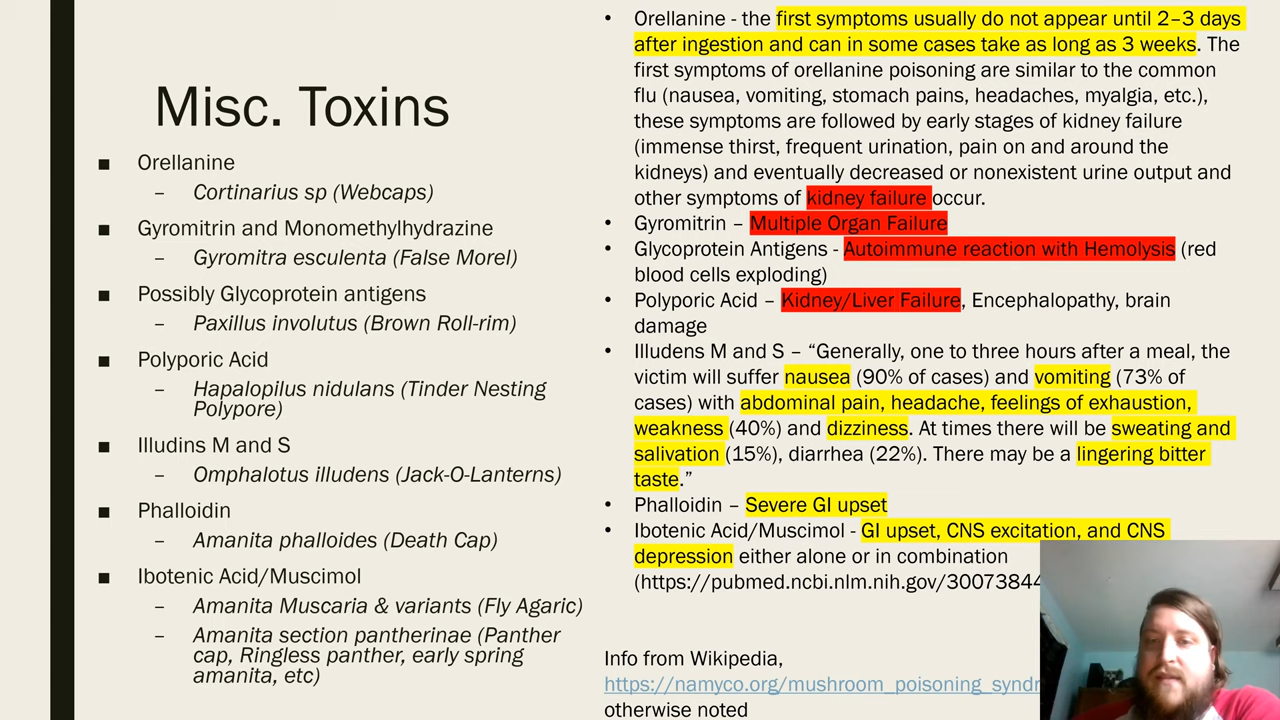 Misc. Toxins
■ Orellanine
– Cortinarius sp (Webcaps)
■ Gyromitrin and Monomethylhydrazine
– Gyromitra esculenta (False Morel)
■ Possibly Glycoprotein antigens
– Paxillus involutus (Brown Roll-rim)
■ Polyporic Acid
– Hapalopilus nidulans (Tinder Nesting
Polypore)
■ Illudins M and S
– Omphalotus illudens (Jack-O-Lanterns)
■ Phalloidin
– Amanita phalloides (Death Cap)
■ Ibotenic Acid/Muscimol
– Amanita Muscaria & variants (Fly Agaric)
– Amanita section pantherinae (Panther
cap, Ringless panther, early spring
amanita, etc)
• Orellanine - the first symptoms usually do not appear until 2–3 days
after ingestion and can in some cases take as long as 3 weeks. The
first symptoms of orellanine poisoning are similar to the common
flu (nausea, vomiting, stomach pains, headaches, myalgia, etc.),
these symptoms are followed by early stages of kidney failure
(immense thirst, frequent urination, pain on and around the
kidneys) and eventually decreased or nonexistent urine output and
other symptoms of kidney failure occur.
• Gyromitrin – Multiple Organ Failure
• Glycoprotein Antigens - Autoimmune reaction with Hemolysis (red
blood cells exploding)
• Polyporic Acid – Kidney/Liver Failure, Encephalopathy, brain
damage
• Illudens M and S – “Generally, one to three hours after a meal, the
victim will suffer nausea (90% of cases) and vomiting (73% of
cases) with abdominal pain, headache, feelings of exhaustion,
weakness (40%) and dizziness. At times there will be sweating and
salivation (15%), diarrhea (22%). There may be a lingering bitter
taste.”
• Phalloidin – Severe GI upset
• Ibotenic Acid/Muscimol - GI upset, CNS excitation, and CNS
depression either alone or in combination
(https://pubmed.ncbi.nlm.nih.gov/30073844
Info from Wikipedia,
https://namyco.org/mushroom_poisoning_syndr
otherwise noted